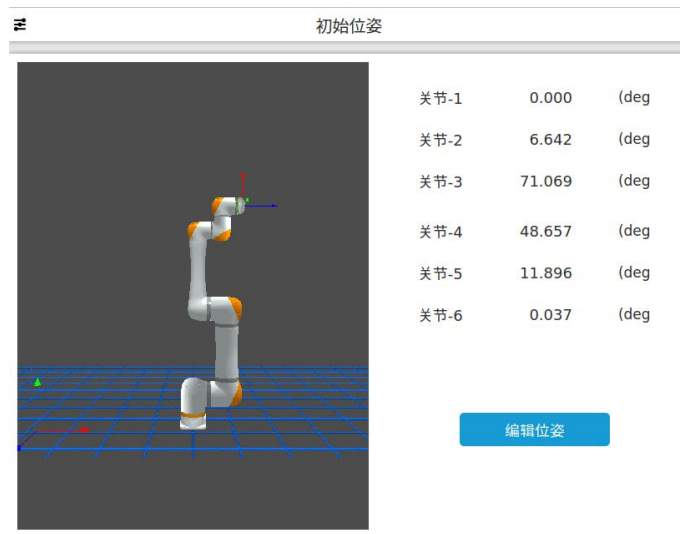 初始位姿
关节-1 0.000 (deg
关节-2 6.642 (deg
关节-3 71.069 (deg
关节-4 48.657 (deg
关节-5 11.896 (deg
关节-6 0.037 (deg
编辑位姿